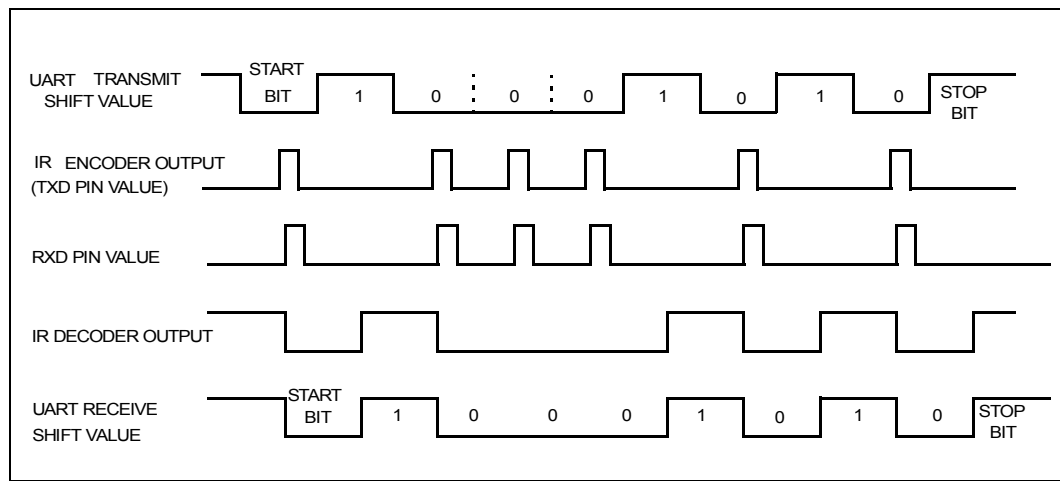 UART TRANSMIT
SHIFT VALUE
START
BIT
1 0 0 0 1 0 1 0
STOP
BIT
IR ENCODER OUTPUT
(TXD PIN VALUE)
RXD PIN VALUE
IR DECODER OUTPUT
UART RECEIVE
SHIFT VALUE
START
BIT
1 0 0 0 1 0 1 0
STOP
BIT